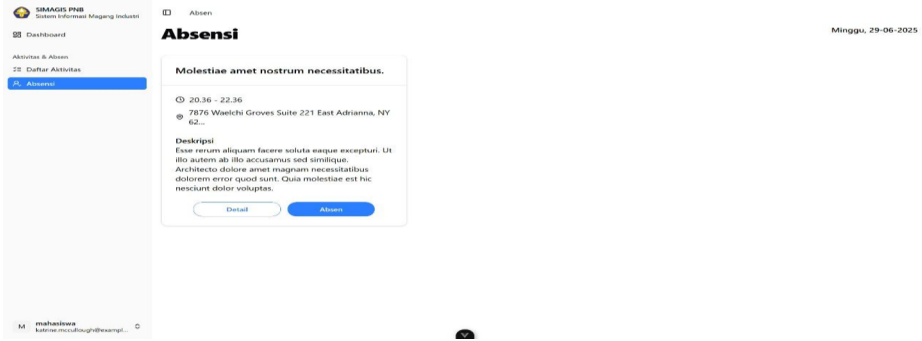 SIMAGIS PNB
Sistem Informasi Magang Industri
Dashboard
Aktivitas & Absen
Daftar Aktivitas
Absensi
M
mahasiswa
katrine.mccullough@exampl...
Absen
Absensi
Minggu, 29-06-2025
Molestiae amet nostrum necessitatibus.
20.36 - 22.36
7876 Waelchi Groves Suite 221 East Adrianna, NY
62...
Deskripsi
Esse rerum aliquam facere soluta eaque excepturi. Ut
illo autem ab illo accusamus sed similique.
Architecto dolore amet magnam necessitatibus
dolorem error quod sunt. Quia molestiae est hic
nesciunt dolor voluptas.
Detail
Absen